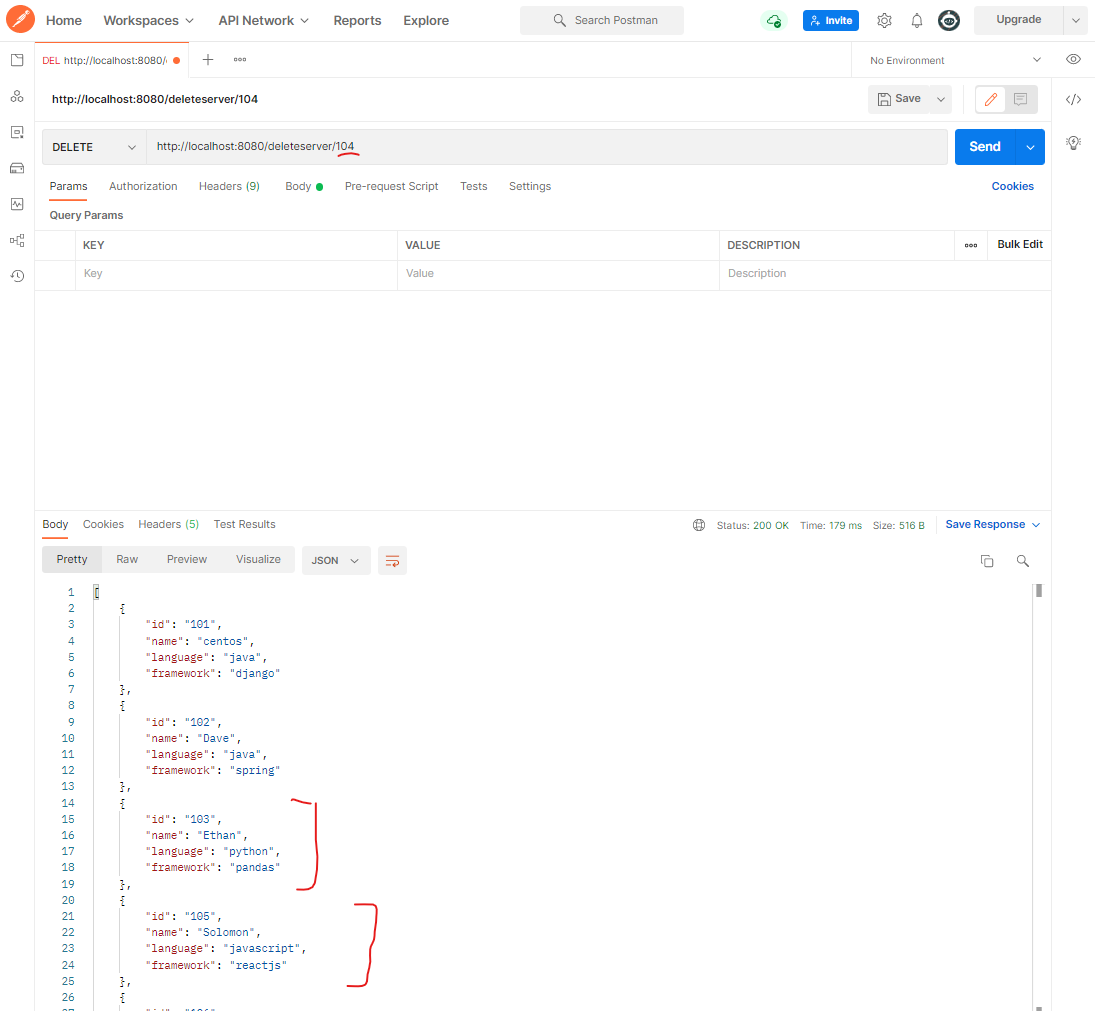 Home Workspaces API Network Reports Explore Search Postman Invite Upgrade
DEL http://localhost:8080/ No Environment
http://localhost:8080/deleteserver/104 Save
DELETE http://localhost:8080/deleteserver/104 Send
Params Authorization Headers (9) Body Pre-request Script Tests Settings Cookies
Query Params
KEY VALUE DESCRIPTION Bulk Edit
Key Value Description
Body Cookies Headers (5) Test Results Status: 200 OK Time: 179 ms Size: 516 B Save Response
Pretty Raw Preview Visualize JSON
1 [
2 {
3 "id": "101",
4 "name": "centos",
5 "language": "java",
6 "framework": "django"
7 },
8 {
9 "id": "102",
10 "name": "Dave",
11 "language": "java",
12 "framework": "spring"
13 },
14 {
15 "id": "103",
16 "name": "Ethan",
17 "language": "python",
18 "framework": "pandas"
19 },
20 {
21 "id": "105",
22 "name": "Solomon",
23 "language": "javascript",
24 "framework": "reactjs"
25 },
26 {